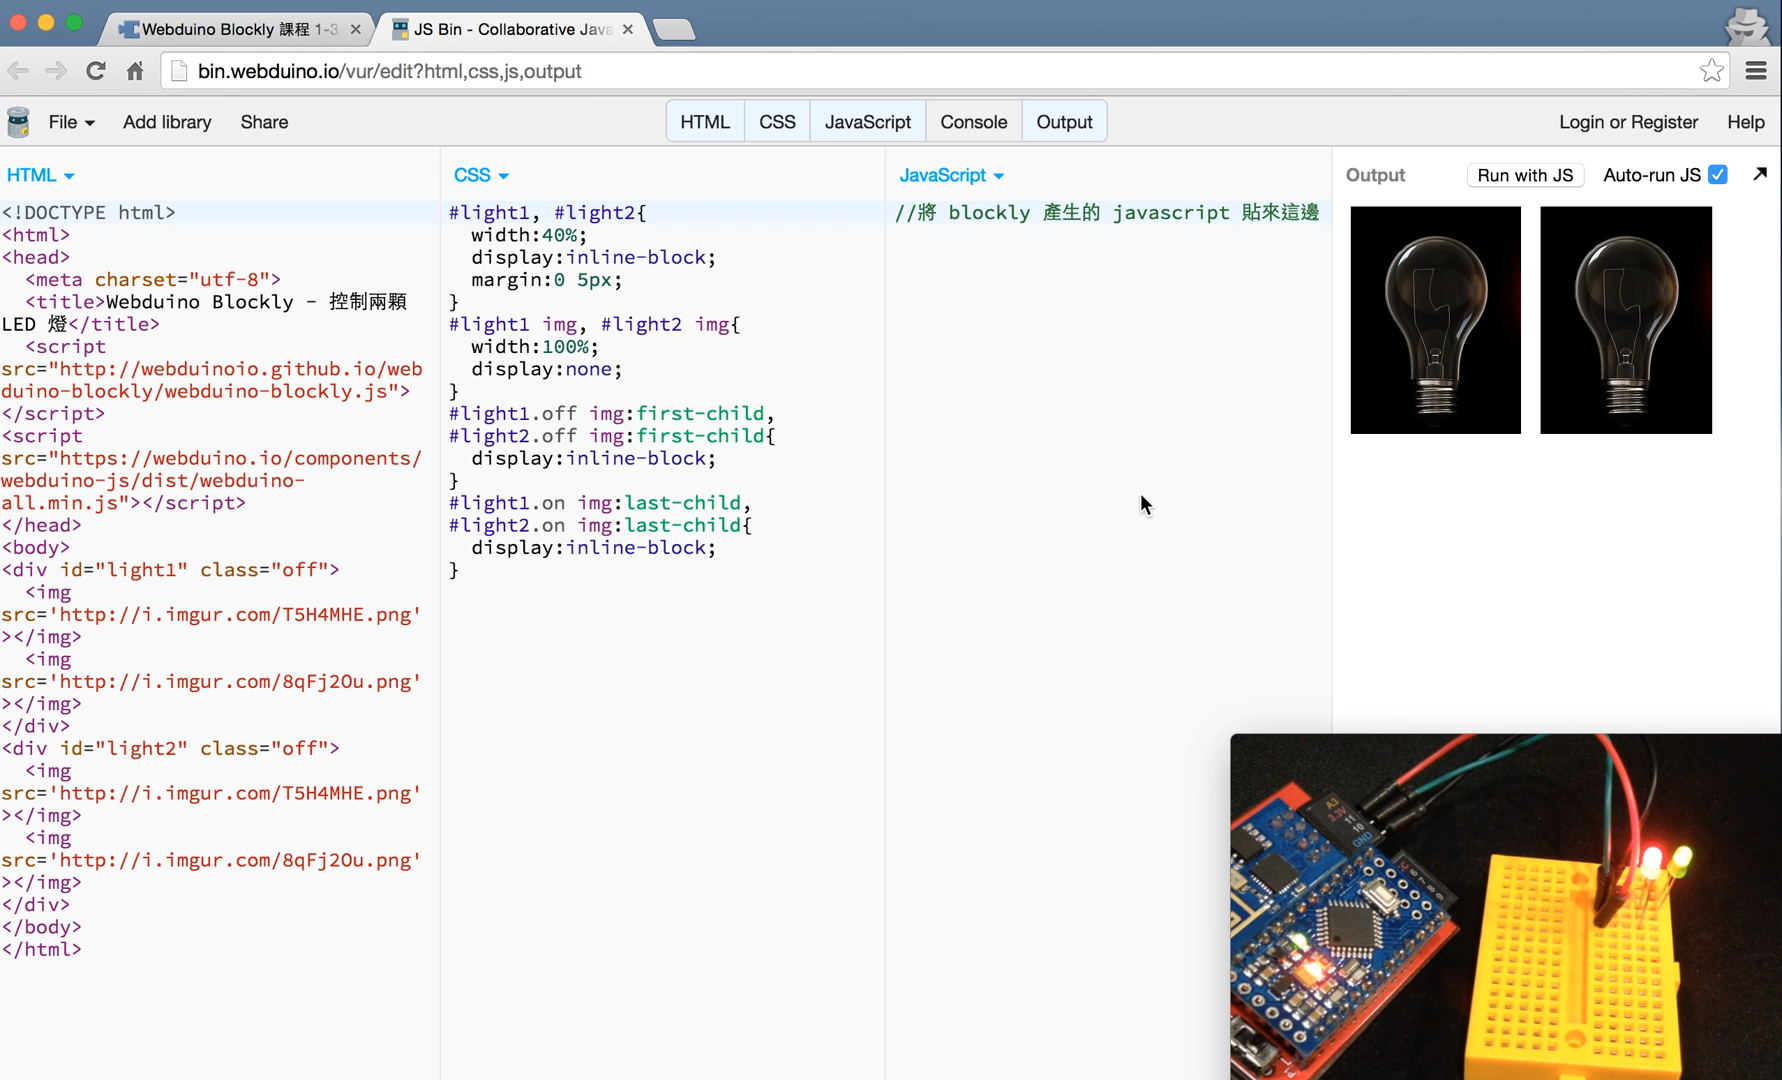 Webduino Blockly 課程 1-3
JS Bin - Collaborative Java
bin.webduino.io/vur/edit?html,css,js,output
File
Add library
Share
HTML
CSS
JavaScript
Console
Output
Login or Register
Help
HTML
<!DOCTYPE html>
<html>
<head>
<meta charset="utf-8">
<title>Webduino Blockly - 控制兩顆
LED 燈</title>
<script
src="http://webduinoio.github.io/web
duino-blockly/webduino-blockly.js">
</script>
<script
src="https://webduino.io/components/
webduino-js/dist/webduino-
all.min.js"></script>
</head>
<body>
<div id="light1" class="off">
<img
src='http://i.imgur.com/T5H4MHE.png'
></img>
<img
src='http://i.imgur.com/8qFj2Ou.png'
></img>
</div>
<div id="light2" class="off">
<img
src='http://i.imgur.com/T5H4MHE.png'
></img>
<img
src='http://i.imgur.com/8qFj2Ou.png'
></img>
</div>
</body>
</html>
CSS
#light1, #light2{
width:40%;
display:inline-block;
margin:0 5px;
}
#light1 img, #light2 img{
width:100%;
display:none;
}
#light1.off img:first-child,
#light2.off img:first-child{
display:inline-block;
}
#light1.on img:last-child,
#light2.on img:last-child{
display:inline-block;
}
JavaScript
//將 blockly 產生的 javascript 貼來這邊
Output
Run with JS
Auto-run JS
A3
3.3V
11
10
GND